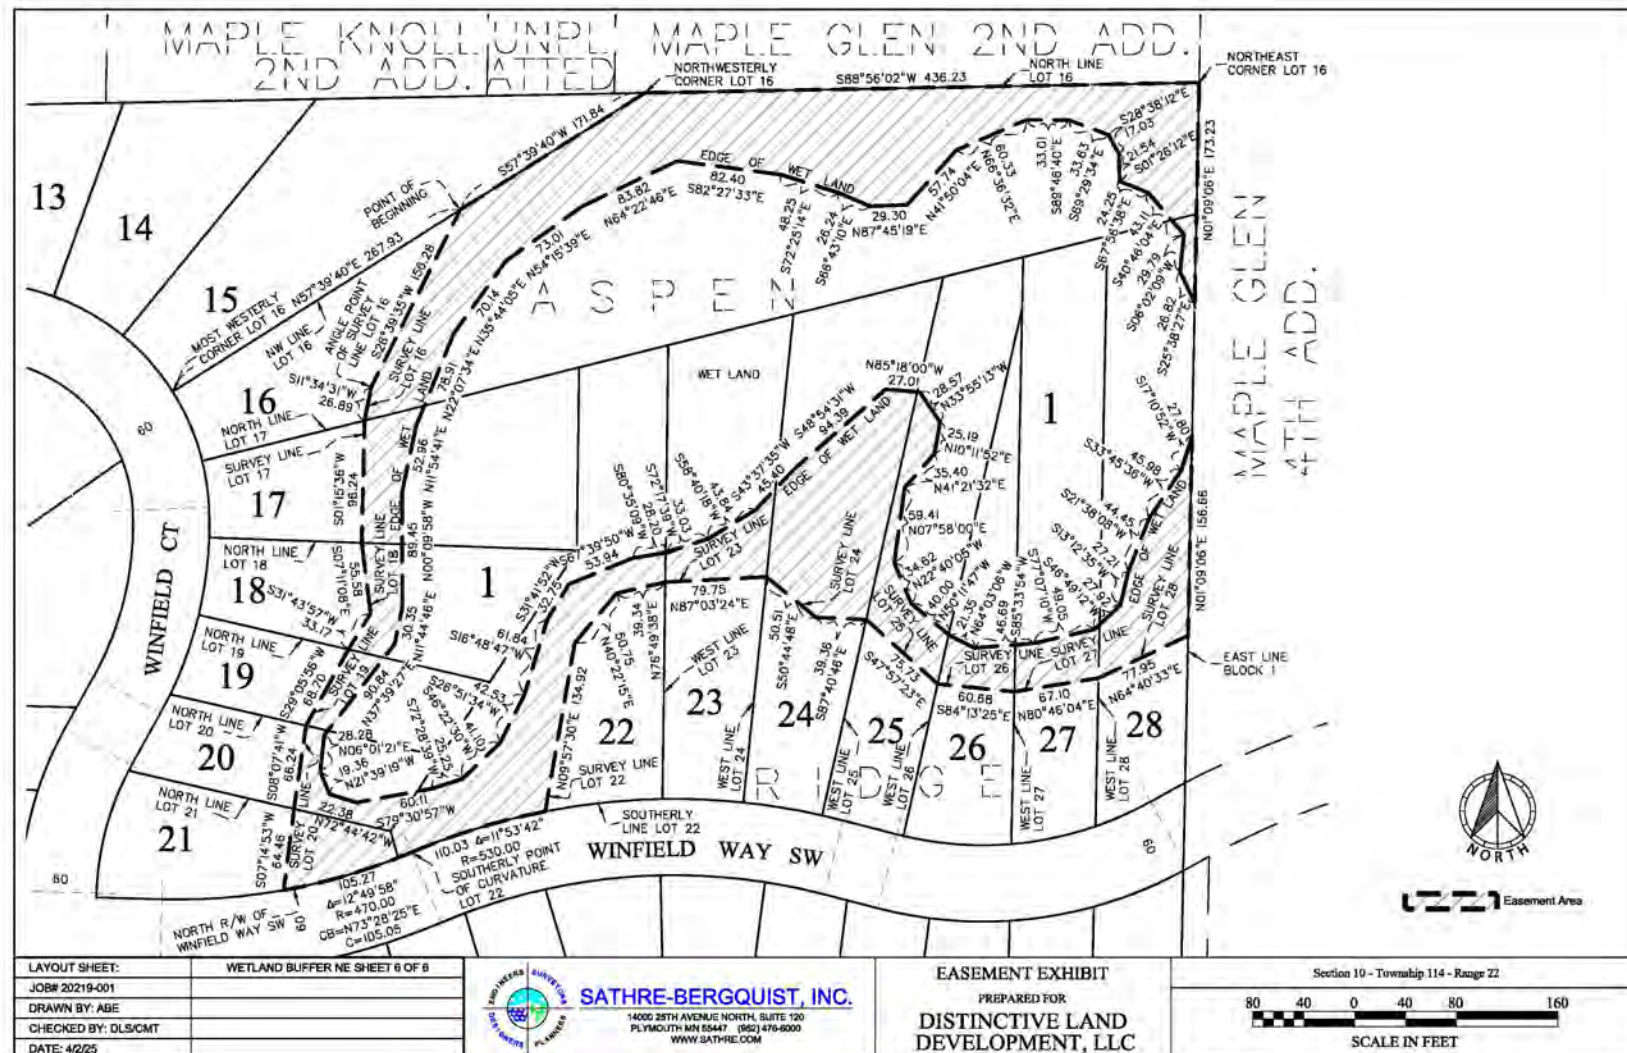 MAPLE KNOLL
2ND ADD.
UNPL
ATTED
MAPLE GLEN 2ND ADD.
NORTHWESTERLY
CORNER LOT 16
S88°56'02"W 436.23
NORTH LINE
LOT 16
NORTHEAST
CORNER LOT 16
S57°39'40"W 171.84
EDGE OF WET LAND
82.40
S82°27'33"E
83.82
N64°22'46"E
73.01
N54°15'39"E
70.14
N35°44'05"E
78.91
N22°07'34"E
48.25
S72°25'14"E
26.24
S66°43'10"E
29.30
N87°45'19"E
57.74
N41°50'04"E
60.33
N66°36'32"E
33.01
S89°46'40"E
33.63
S69°29'34"E
S28°38'12"E
17.03
21.54
S01°26'12"E
24.25
S67°56'38"E
43.11
S40°46'04"E
29.79
S06°02'09"W
26.82
S25°38'27"E
N01°09'06"E 173.23
MAPLE GLEN
4TH ADD.
13
14
15
POINT OF
BEGINNING
N57°39'40"E 267.93
MOST WESTERLY
CORNER LOT 16
NW LINE
LOT 16
ANGLE POINT
OF SURVEY
LINE LOT 16
S28°39'35"W 156.28
SURVEY LINE
LOT 16
S11°34'31"W
26.89
ASPEN
16
NORTH LINE
LOT 17
SURVEY LINE
LOT 17
17
S01°15'36"W
96.24
EDGE OF WET LAND
52.96
N11°54'41"E
89.45
N00°09'58"W
60
WINFIELD CT
NORTH LINE
LOT 18
18
S07°11'08"E
55.58
SURVEY LINE
LOT 18
S31°43'57"W
33.17
30.35
N11°44'46"E
NORTH LINE
LOT 19
19
S29°05'56"W
68.70
SURVEY LINE
LOT 19
90.84
N37°39'27"E
NORTH LINE
LOT 20
20
S08°07'41"W
66.24
28.28
N06°01'21"E
19.36
N21°39'19"W
NORTH LINE
LOT 21
21
22.38
N72°44'42"W
S07°14'53"W
64.46
SURVEY LINE
LOT 20
60.11
S79°30'57"W
25.25
S72°28'39"W
41.10
S46°22'30"W
42.53
S26°51'34"W
61.84
S16°48'47"W
32.75
S31°41'52"W
1
S67°39'50"W
53.94
S80°35'09"W
28.20
S72°17'39"W
33.03
S58°40'18"W
43.84
S43°37'35"W
45.40
SURVEY LINE
LOT 23
S48°54'31"W
94.39
EDGE OF WET LAND
WET LAND
N85°18'00"W
27.01
28.57
N33°55'13"W
25.19
N10°11'52"E
35.40
N41°21'32"E
59.41
N07°58'00"E
34.62
N22°40'05"W
40.00
N50°11'47"W
21.35
N64°03'06"W
46.69
S85°33'54"W
49.05
S77°07'10"W
27.92
S46°49'12"W
27.21
S13°12'35"W
44.45
S21°38'08"W
45.98
S33°45'36"W
27.80
S17°10'52"W
1
EDGE OF WET LAND
SURVEY LINE
LOT 28
N01°09'06"E 156.66
EAST LINE
BLOCK 1
79.75
N87°03'24"E
39.34
N76°49'38"E
50.75
N40°22'15"E
N09°57'30"E 134.92
WEST LINE
LOT 23
SURVEY LINE
LOT 24
50.51
S50°44'48"E
39.36
S87°40'46"E
SURVEY LINE
LOT 25
75.73
S47°57'23"E
SURVEY LINE
LOT 26
60.68
S84°13'25"E
SURVEY LINE
LOT 27
67.10
N80°46'04"E
77.95
N64°40'33"E
22
23
24
25
26
27
28
SURVEY LINE
LOT 22
WEST LINE
LOT 24
WEST LINE
LOT 25
WEST LINE
LOT 26
WEST LINE
LOT 27
WEST LINE
LOT 28
RIDGE
SOUTHERLY
LINE LOT 22
WINFIELD WAY SW
110.03 Δ=11°53'42"
R=530.00
SOUTHERLY POINT
OF CURVATURE
LOT 22
105.27
Δ=12°49'58"
R=470.00
CB=N73°28'25"E
C=105.05
NORTH R/W OF
WINFIELD WAY SW
60
60
60
NORTH
Easement Area
LAYOUT SHEET: WETLAND BUFFER NE SHEET 6 OF 6
JOB# 20219-001
DRAWN BY: ABE
CHECKED BY: DLS/CMT
DATE: 4/2/25
ENGINEERS SURVEYORS
DESIGNERS PLANNERS
SATHRE-BERGQUIST, INC.
14000 25TH AVENUE NORTH, SUITE 120
PLYMOUTH MN 55447 (952) 476-6000
WWW.SATHRE.COM
EASEMENT EXHIBIT
PREPARED FOR
DISTINCTIVE LAND
DEVELOPMENT, LLC
Section 10 - Township 114 - Range 22
80 40 0 40 80 160
SCALE IN FEET